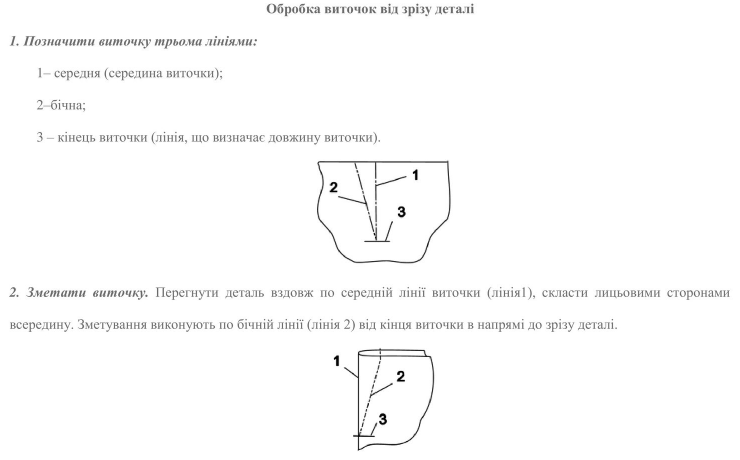 Обробка виточок від зрізу деталі
1. Позначити виточку трьома лініями:
1– середня (середина виточки);
2–бічна;
3 – кінець виточки (лінія, що визначає довжину виточки).
1
2
3
2. Зметати виточку. Перегнути деталь вздовж по середній лінії виточки (лінія1), скласти лицьовими сторонами
всередину. Зметування виконують по бічній лінії (лінія 2) від кінця виточки в напрямі до зрізу деталі.
1
2
3